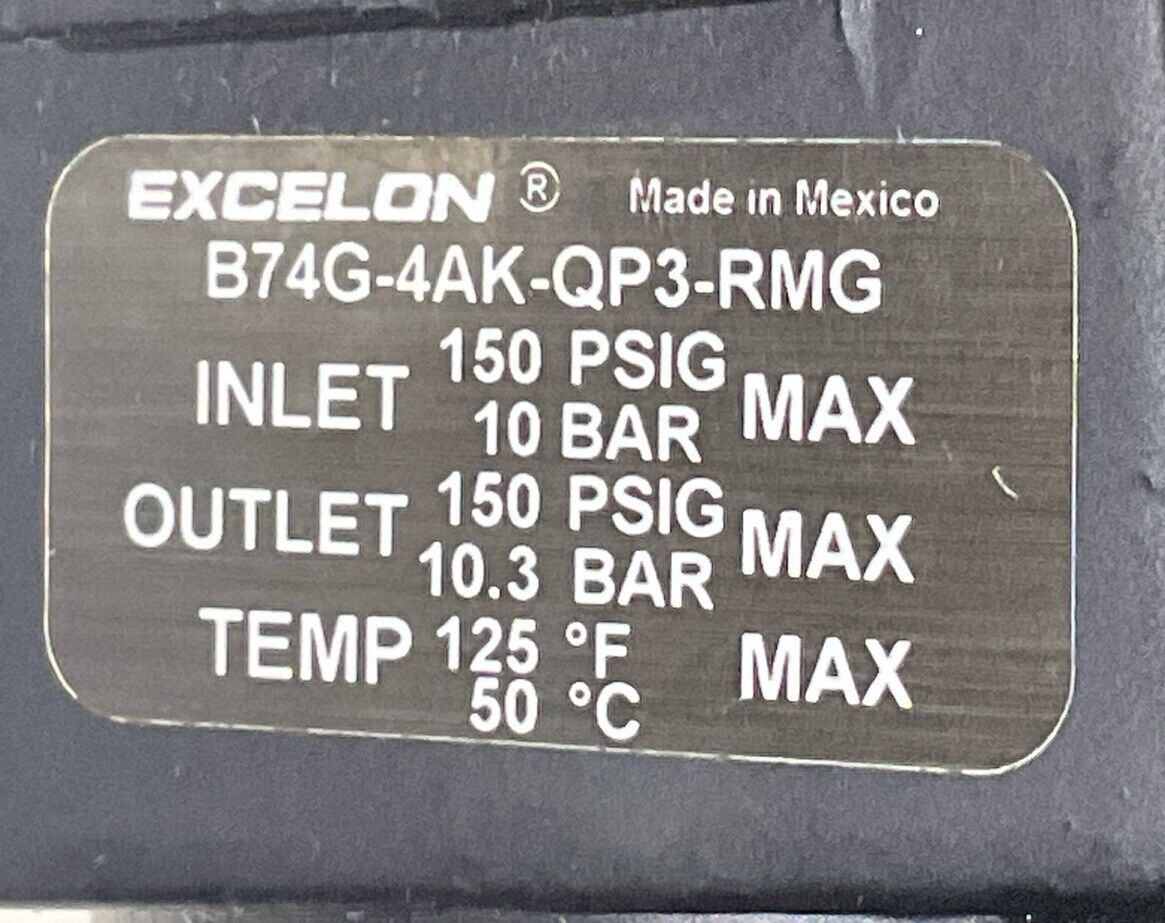 EXCELON ® Made in Mexico
B74G-4AK-QP3-RMG
INLET 150 PSIG MAX
10 BAR
OUTLET 150 PSIG MAX
10.3 BAR
TEMP 125 °F MAX
50 °C